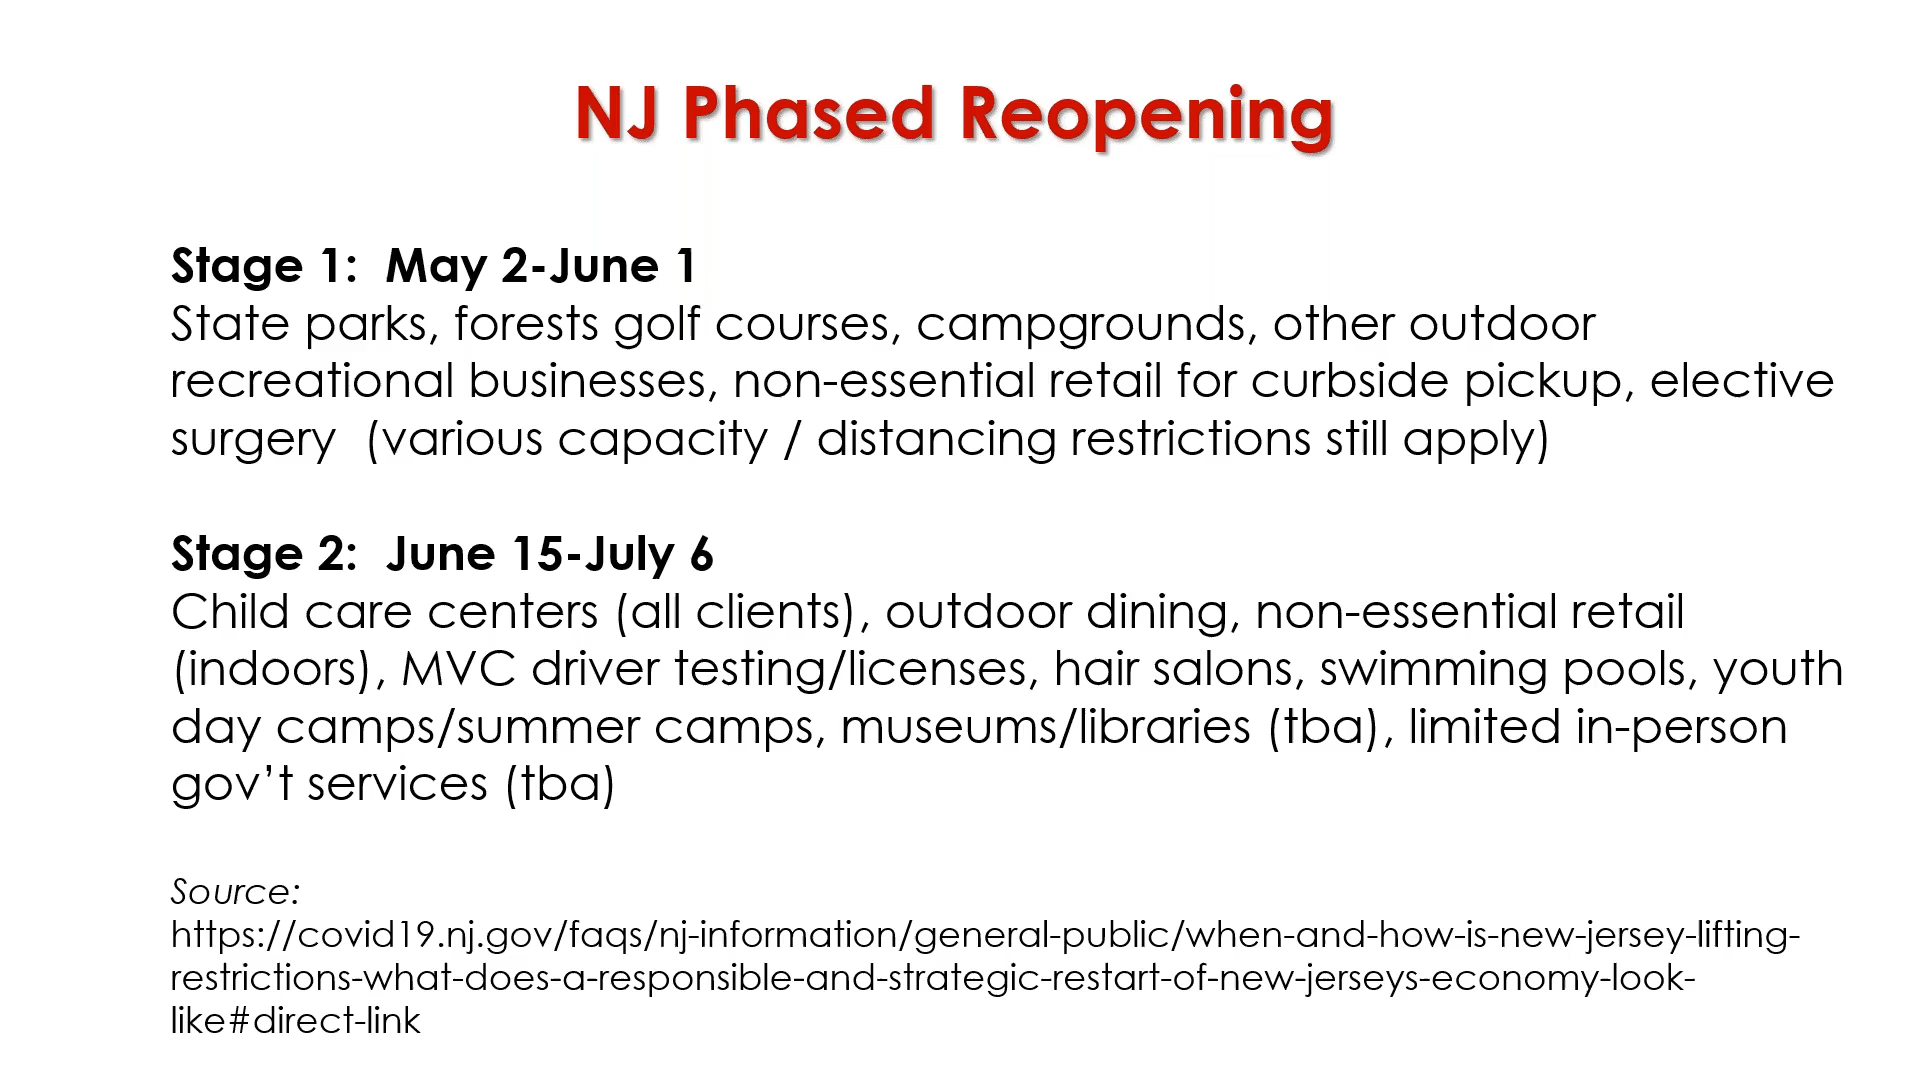 NJ Phased Reopening
Stage 1:  May 2-June 1
State parks, forests golf courses, campgrounds, other outdoor
recreational businesses, non-essential retail for curbside pickup, elective
surgery  (various capacity / distancing restrictions still apply)
Stage 2:  June 15-July 6
Child care centers (all clients), outdoor dining, non-essential retail
(indoors), MVC driver testing/licenses, hair salons, swimming pools, youth
day camps/summer camps, museums/libraries (tba), limited in-person
gov’t services (tba)
Source:
https://covid19.nj.gov/faqs/nj-information/general-public/when-and-how-is-new-jersey-lifting-
restrictions-what-does-a-responsible-and-strategic-restart-of-new-jerseys-economy-look-
like#direct-link